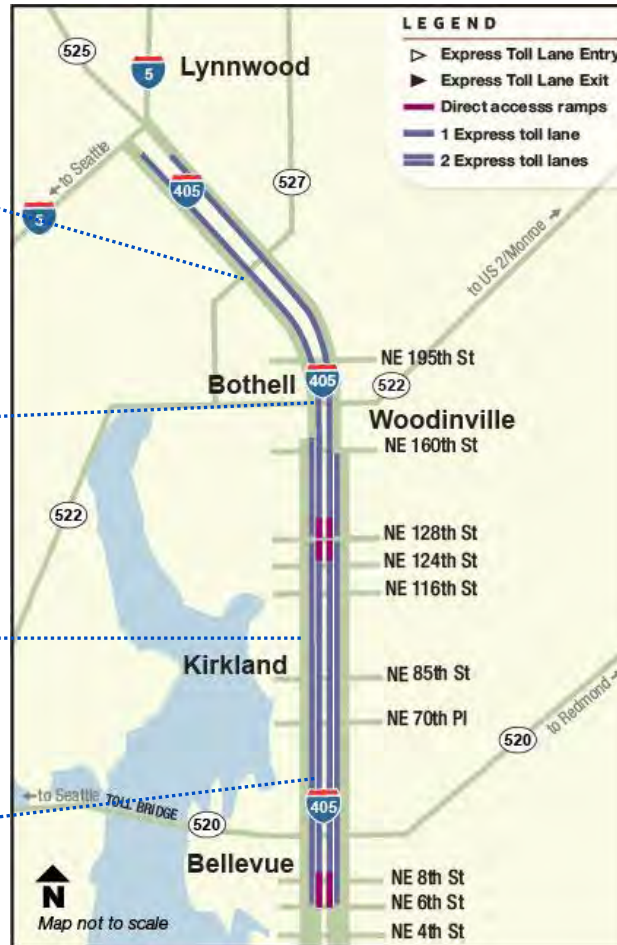 LEGEND
Express Toll Lane Entry
Express Toll Lane Exit
Direct accesss ramps
1 Express toll lane
2 Express toll lanes
525
5
Lynnwood
to Seattle
405
527
to US 2/Monroe
NE 195th St
Bothell
405
522
Woodinville
NE 160th St
522
NE 128th St
NE 124th St
NE 116th St
Kirkland
NE 85th St
NE 70th Pl
to Redmond
520
to Seattle
TOLL BRIDGE
520
405
Bellevue
NE 8th St
NE 6th St
NE 4th St
N
Map not to scale